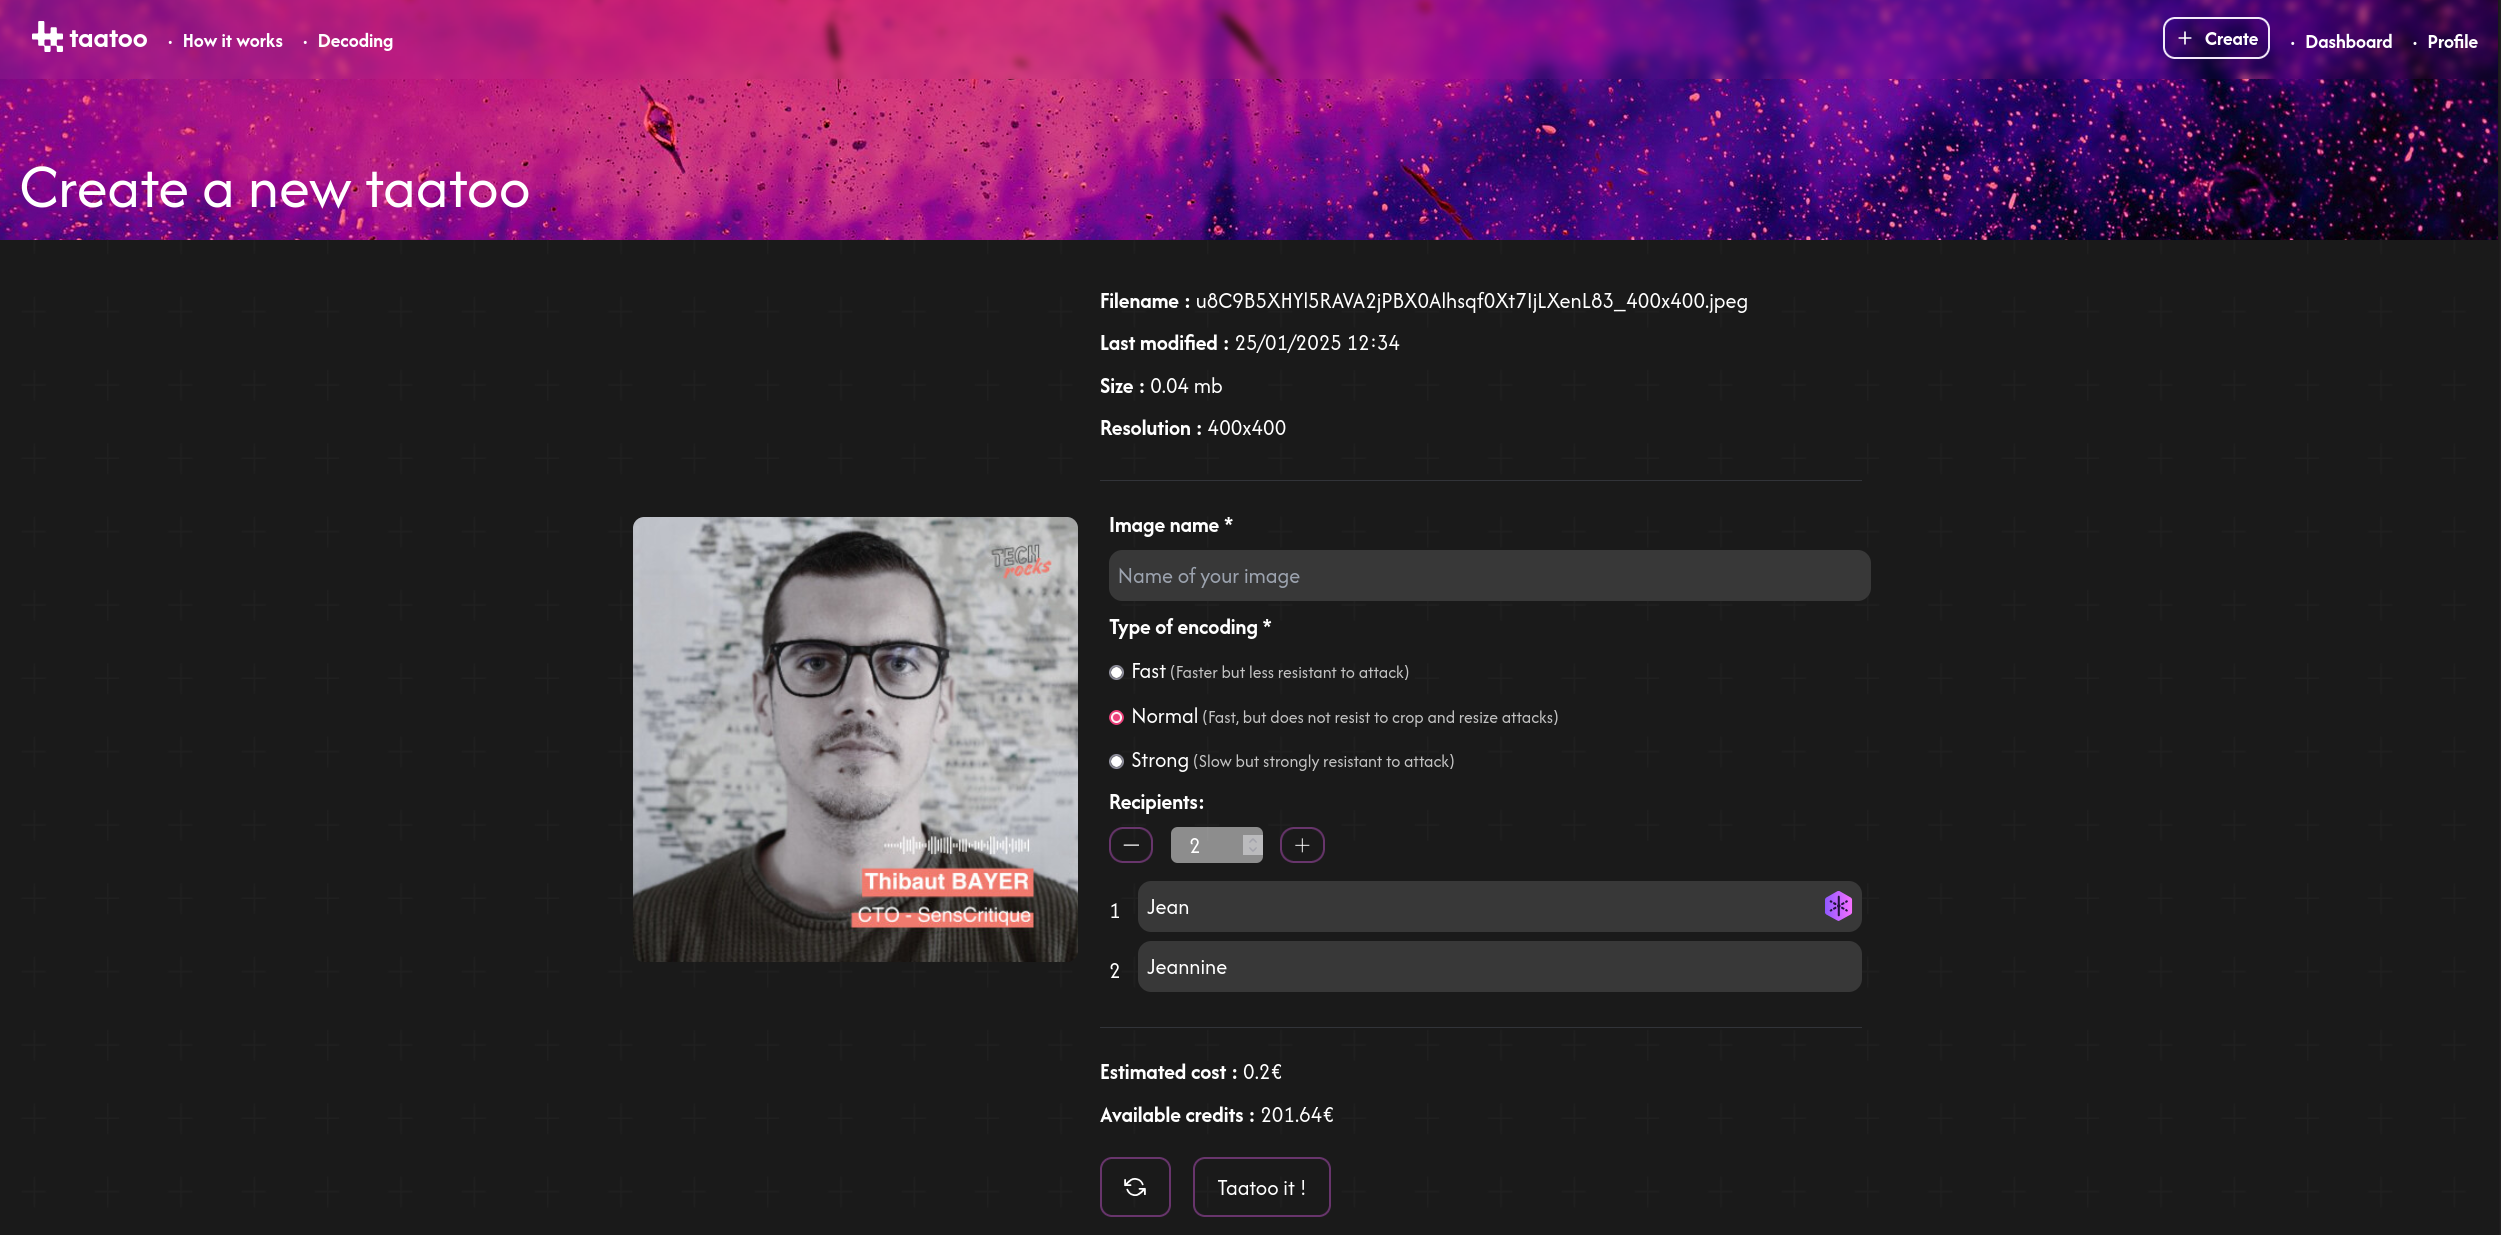 taatoo
• How it works
• Decoding
+ Create
• Dashboard
• Profile
Create a new taatoo
Filename : u8C9B5XHYl5RAVA2jPBX0Alhsqf0Xt7IjLXenL83_400x400.jpeg
Last modified : 25/01/2025 12:34
Size : 0.04 mb
Resolution : 400x400
TECH
rocks
Thibaut BAYER
CTO - SensCritique
Image name *
Name of your image
Type of encoding *
Fast (Faster but less resistant to attack)
Normal (Fast, but does not resist to crop and resize attacks)
Strong (Slow but strongly resistant to attack)
Recipients:
2
1 Jean
2 Jeannine
Estimated cost : 0.2€
Available credits : 201.64€
Taatoo it !